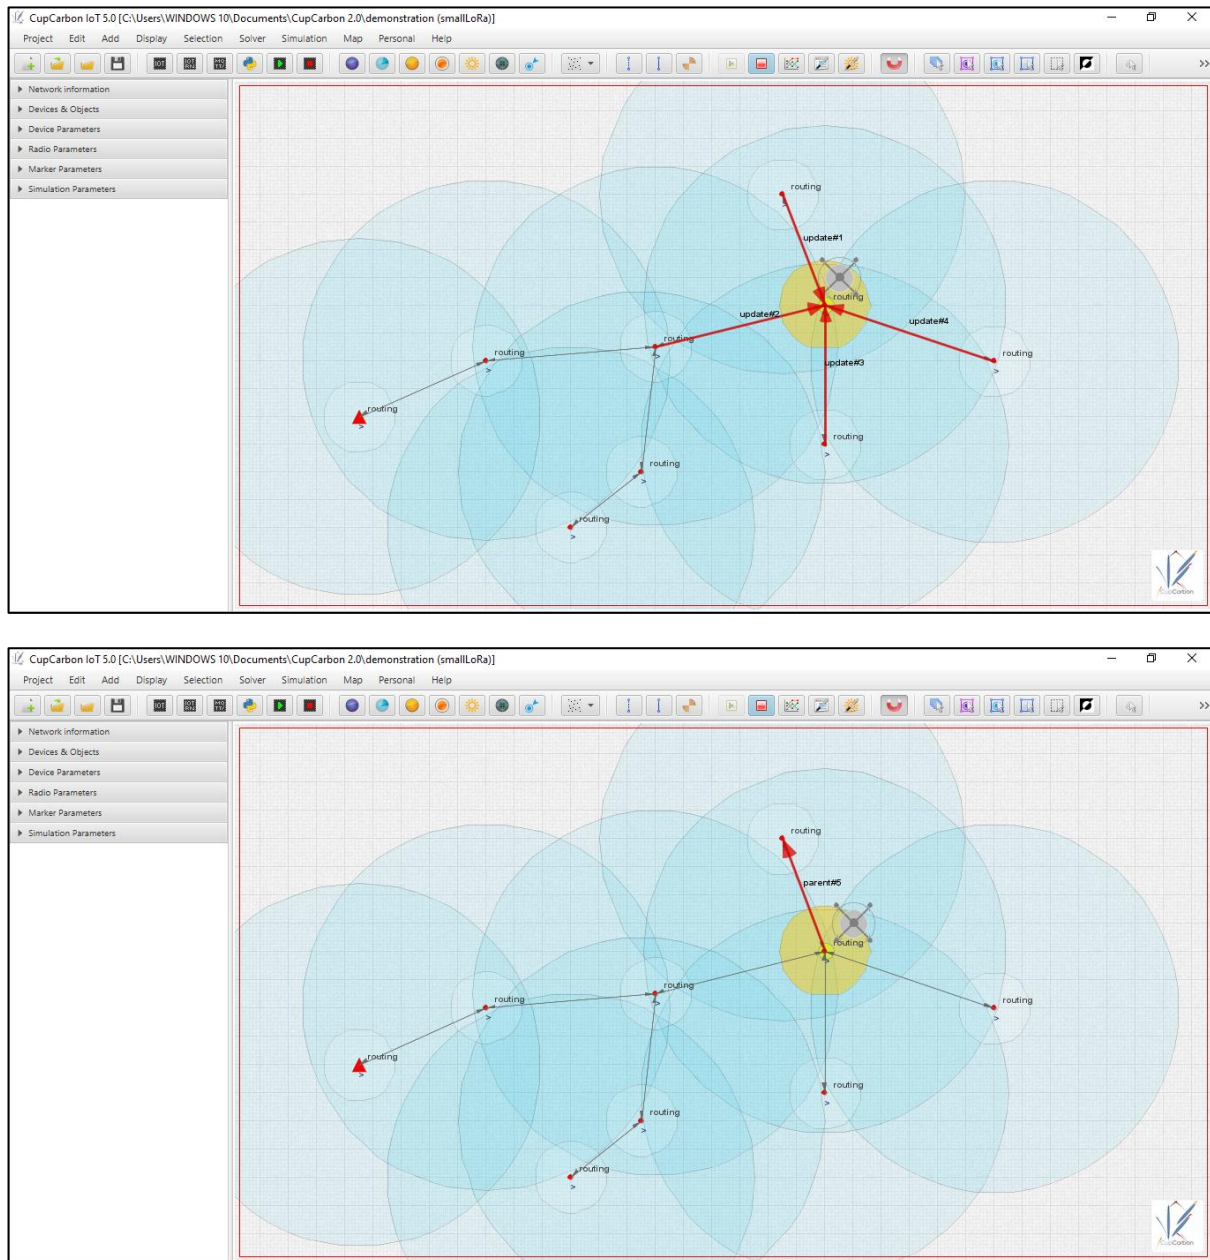 CupCarbon IoT 5.0 [C:\Users\WINDOWS 10\Documents\CupCarbon 2.0\demonstration (smallLoRa)]
Project Edit Add Display Selection Solver Simulation Map Personal Help
Network information
Devices & Objects
Device Parameters
Radio Parameters
Marker Parameters
Simulation Parameters
routing
update#1
routing
update#2
update#4
routing
routing
routing
update#3
routing
routing
routing
routing
CupCarbon
CupCarbon IoT 5.0 [C:\Users\WINDOWS 10\Documents\CupCarbon 2.0\demonstration (smallLoRa)]
Project Edit Add Display Selection Solver Simulation Map Personal Help
Network information
Devices & Objects
Device Parameters
Radio Parameters
Marker Parameters
Simulation Parameters
routing
parent#5
routing
routing
routing
routing
routing
routing
routing
routing
CupCarbon